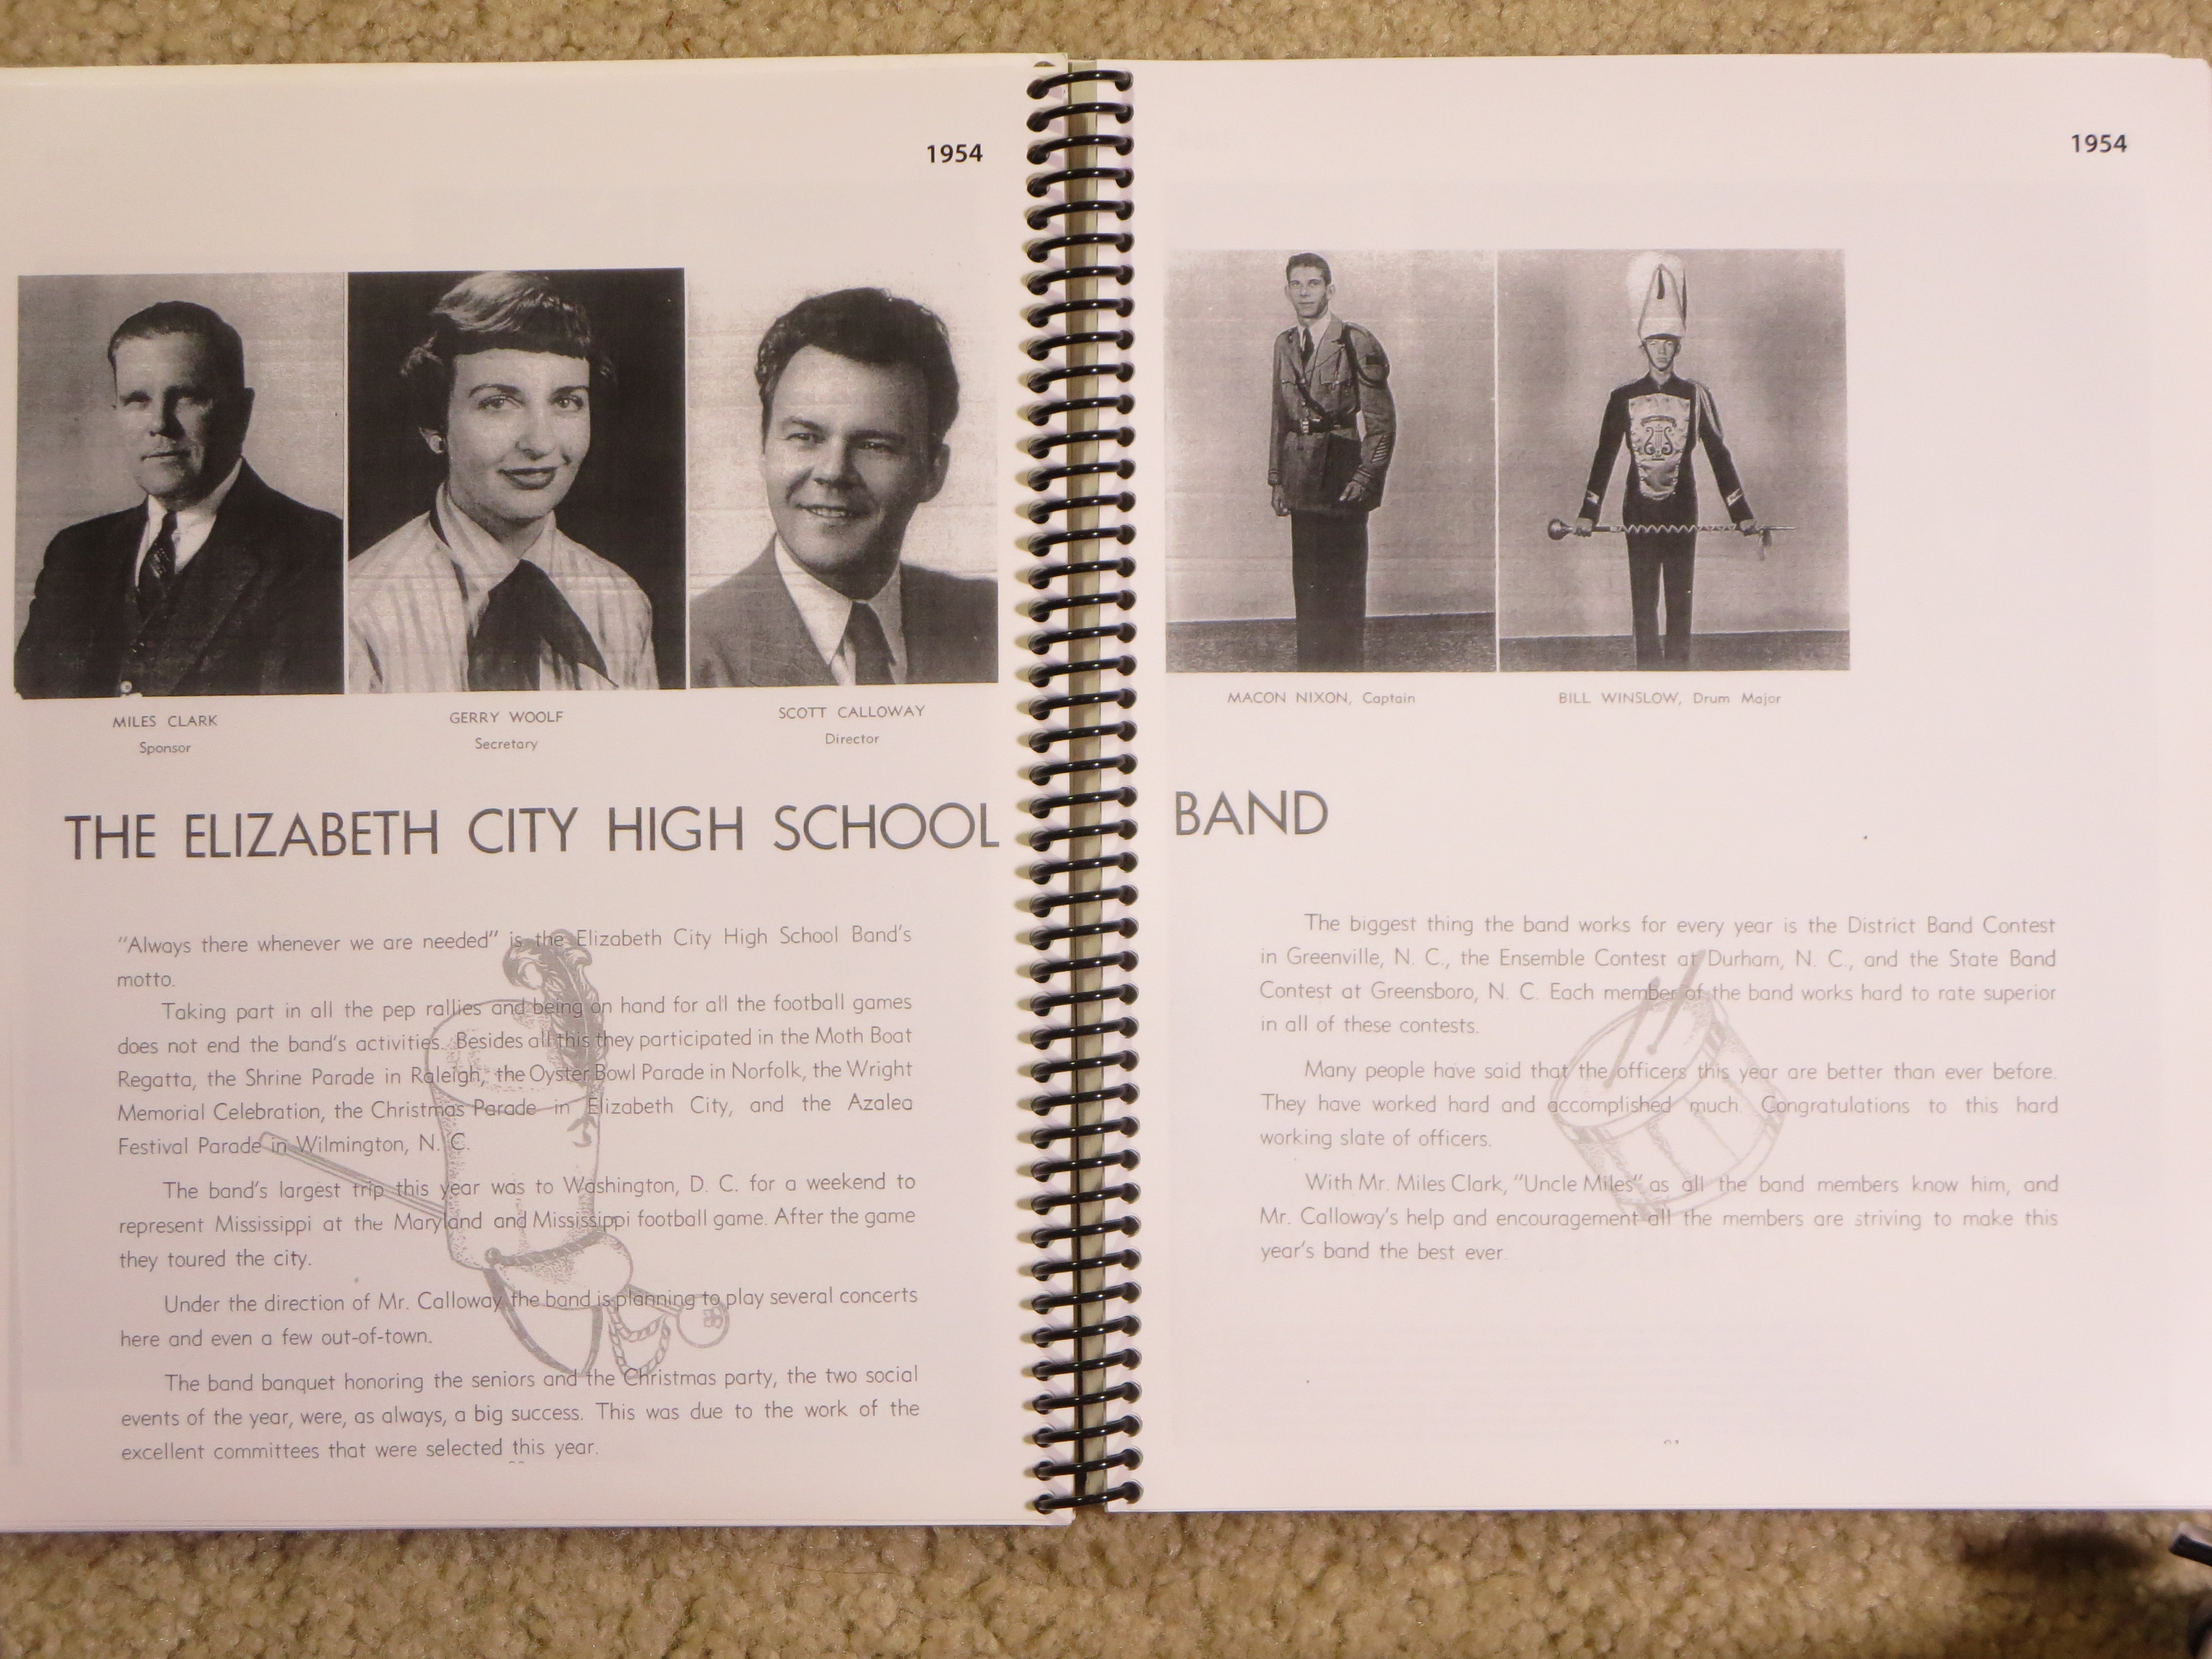 1954
MILES CLARK
Sponsor
GERRY WOOLF
Secretary
SCOTT CALLOWAY
Director
THE ELIZABETH CITY HIGH SCHOOL
"Always there whenever we are needed" is the Elizabeth City High School Band's
motto.
Taking part in all the pep rallies and being on hand for all the football games
does not end the band's activities. Besides all this they participated in the Moth Boat
Regatta, the Shrine Parade in Raleigh, the Oyster Bowl Parade in Norfolk, the Wright
Memorial Celebration, the Christmas Parade in Elizabeth City, and the Azalea
Festival Parade in Wilmington, N. C.
The band's largest trip this year was to Washington, D. C. for a weekend to
represent Mississippi at the Maryland and Mississippi football game. After the game
they toured the city.
Under the direction of Mr. Calloway the band is planning to play several concerts
here and even a few out-of-town.
The band banquet honoring the seniors and the Christmas party, the two social
events of the year, were, as always, a big success. This was due to the work of the
excellent committees that were selected this year.
1954
MACON NIXON, Captain
BILL WINSLOW, Drum Major
BAND
The biggest thing the band works for every year is the District Band Contest
in Greenville, N. C., the Ensemble Contest at Durham, N. C., and the State Band
Contest at Greensboro, N. C. Each member of the band works hard to rate superior
in all of these contests.
Many people have said that the officers this year are better than ever before.
They have worked hard and accomplished much. Congratulations to this hard
working slate of officers.
With Mr. Miles Clark, "Uncle Miles" as all the band members know him, and
Mr. Calloway's help and encouragement all the members are striving to make this
year's band the best ever.